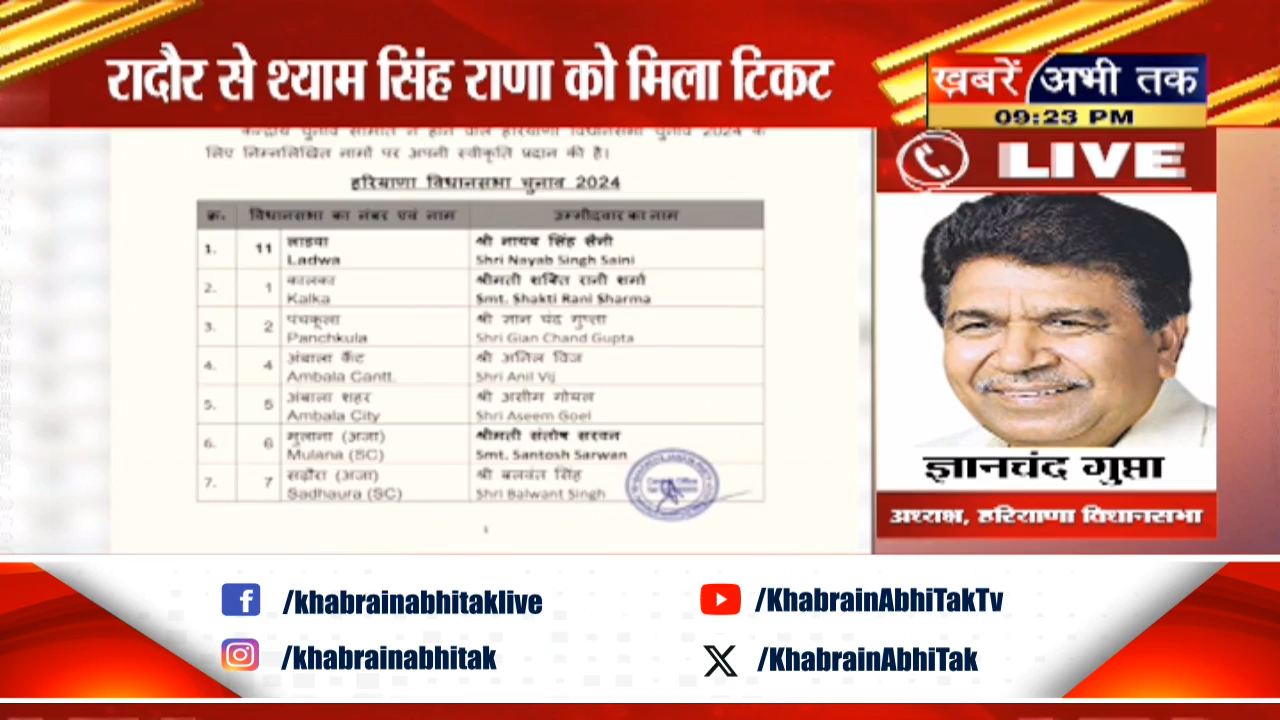 रादौर से श्याम सिंह राणा को मिला टिकट
ख़बरें अभी तक
09:23 PM
LIVE
लिए निम्नलिखित नामों पर अपनी स्वीकृति प्रदान की है।
हरियाणा विधानसभा चुनाव 2024
क्र. विधानसभा का नंबर एवं नाम उम्मीदवार का नाम
1. 11 लाडवा श्री नायब सिंह सैनी
Ladwa Shri Nayab Singh Saini
2. 1 कालका श्रीमती शक्ति रानी शर्मा
Kalka Smt. Shakti Rani Sharma
3. 2 पंचकूला श्री ज्ञान चंद गुप्ता
Panchkula Shri Gian Chand Gupta
4. 4 अंबाला कैंट श्री अनिल विज
Ambala Cantt. Shri Anil Vij
5. 5 अंबाला शहर श्री असीम गोयल
Ambala City Shri Aseem Goel
6. 6 मुलाना (अजा) श्रीमती संतोष सरवन
Mulana (SC) Smt. Santosh Sarwan
7. 7 सढ़ौरा (अजा) श्री बलवंत सिंह
Sadhaura (SC) Shri Balwant Singh
ज्ञानचंद गुप्ता
अध्यक्ष, हरियाणा विधानसभा
/khabrainabhitaklive
/KhabrainAbhiTakTv
/khabrainabhitak
/KhabrainAbhiTak